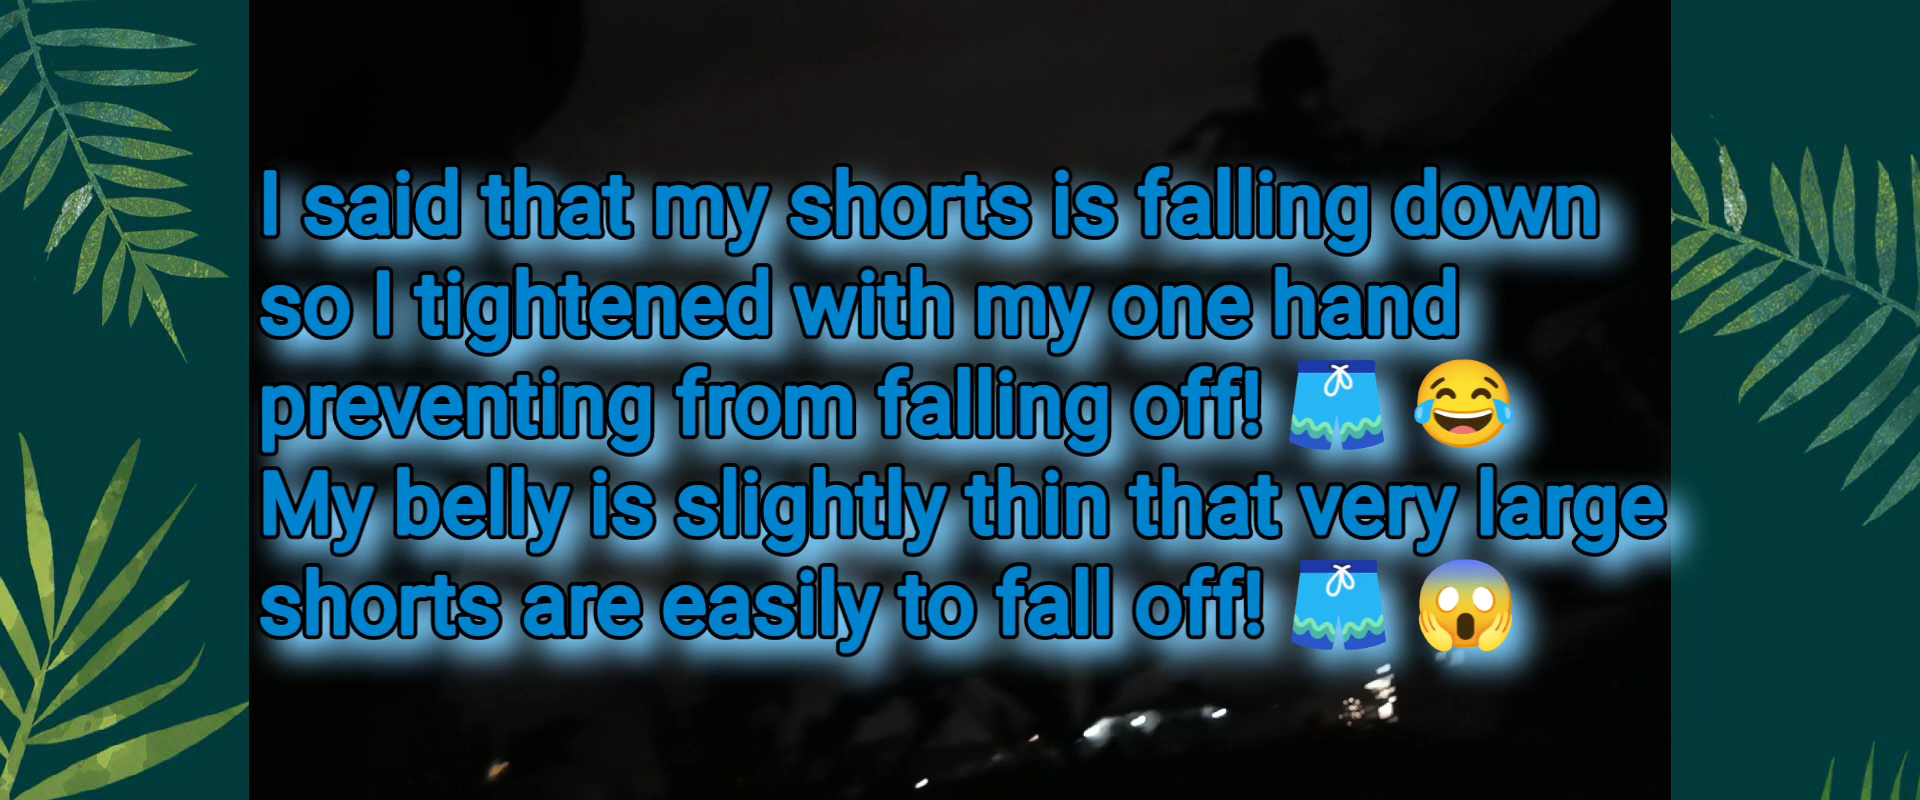 I said that my shorts is falling down
so I tightened with my one hand
preventing from falling off! 🩳 😂
My belly is slightly thin that very large
shorts are easily to fall off! 🩳 😱